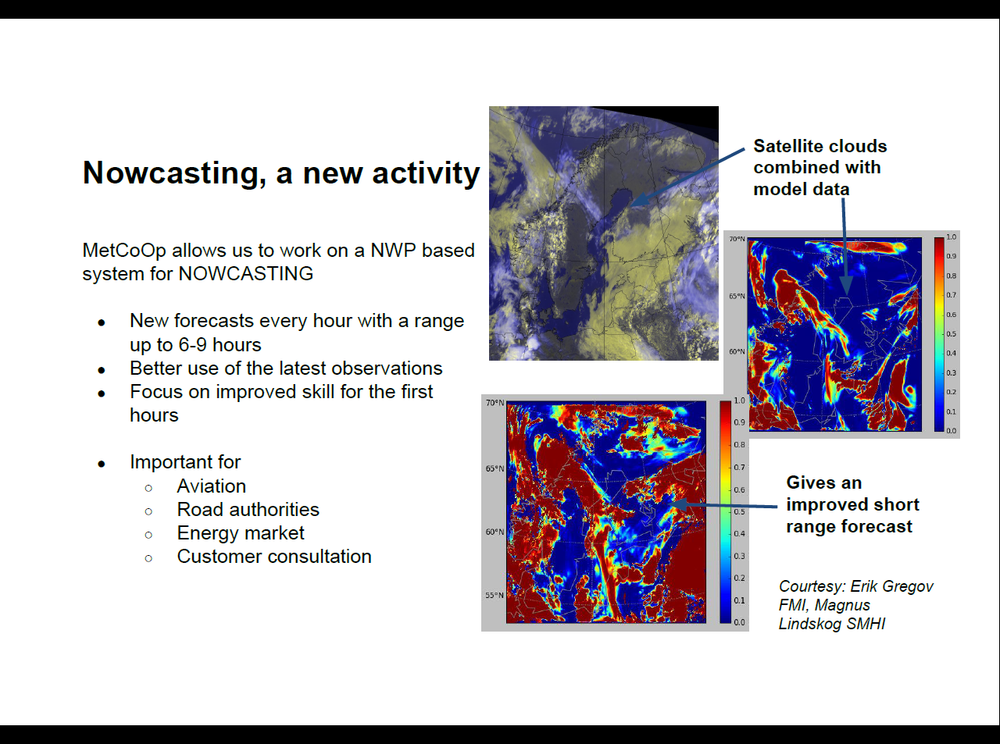 Nowcasting, a new activity
MetCoOp allows us to work on a NWP based
system for NOWCASTING
● New forecasts every hour with a range
up to 6-9 hours
● Better use of the latest observations
● Focus on improved skill for the first
hours
● Important for
○ Aviation
○ Road authorities
○ Energy market
○ Customer consultation
Satellite clouds
combined with
model data
70°N
65°N
60°N
1.0
0.9
0.8
0.7
0.6
0.5
0.4
0.3
0.2
0.1
0.0
70°N
65°N
60°N
55°N
1.0
0.9
0.8
0.7
0.6
0.5
0.4
0.3
0.2
0.1
0.0
Gives an
improved short
range forecast
Courtesy: Erik Gregov
FMI, Magnus
Lindskog SMHI